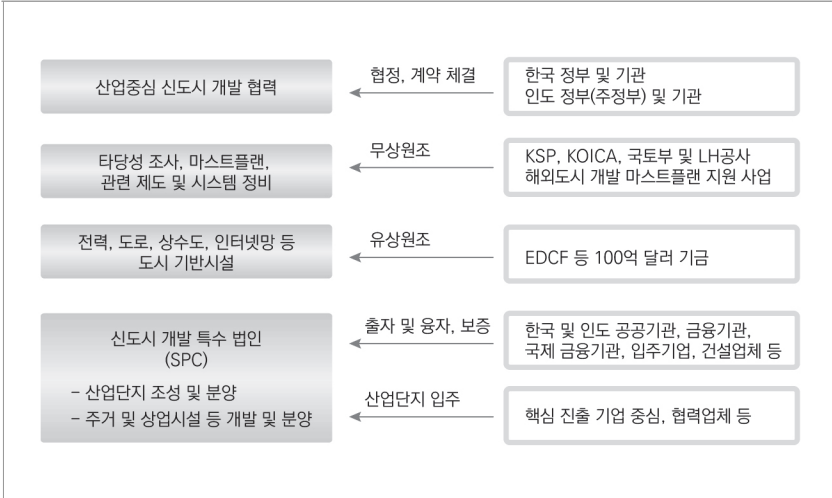 산업중심 신도시 개발 협력
협정, 계약 체결
한국 정부 및 기관
인도 정부(주정부) 및 기관
타당성 조사, 마스트플랜,
관련 제도 및 시스템 정비
무상원조
KSP, KOICA, 국토부 및 LH공사
해외도시 개발 마스트플랜 지원 사업
전력, 도로, 상수도, 인터넷망 등
도시 기반시설
유상원조
EDCF 등 100억 달러 기금
신도시 개발 특수 법인
(SPC)
– 산업단지 조성 및 분양
– 주거 및 상업시설 등 개발 및 분양
출자 및 융자, 보증
한국 및 인도 공공기관, 금융기관,
국제 금융기관, 입주기업, 건설업체 등
산업단지 입주
핵심 진출 기업 중심, 협력업체 등